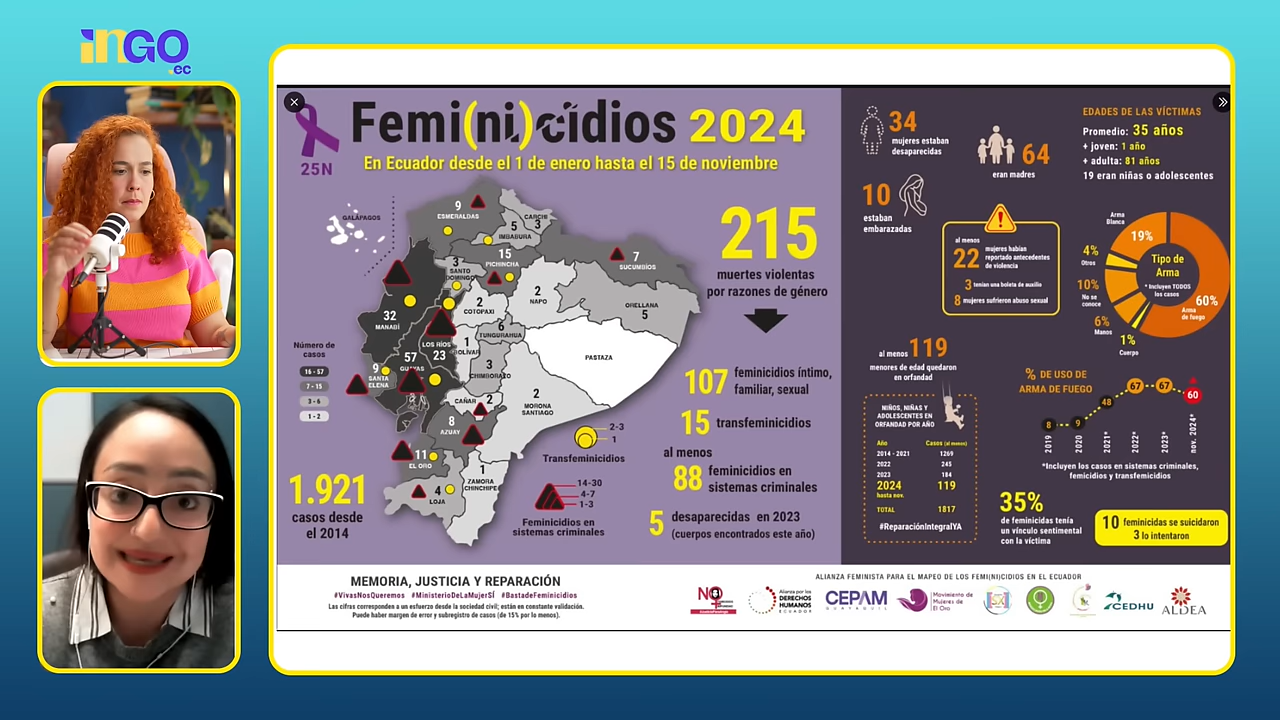 inGO
.ec
Femi(ni)cidios 2024
25N
En Ecuador desde el 1 de enero hasta el 15 de noviembre
GALÁPAGOS
9
ESMERALDAS
CARCHI
3
5
IMBABURA
15
PICHINCHA
7
SUCUMBÍOS
3
SANTO
DOMINGO
2
NAPO
ORELLANA
5
2
COTOPAXI
32
MANABÍ
LOS RÍOS
23
6
TUNGURAHUA
1
BOLÍVAR
PASTAZA
57
GUAYAS
9
SANTA
ELENA
3
CHIMBORAZO
2
MORONA
SANTIAGO
CAÑAR
2
8
AZUAY
11
EL ORO
4
LOJA
1
ZAMORA
CHINCHIPE
Número de
casos
16 - 57
7 - 15
3 - 6
1 - 2
1.921
casos desde
el 2014
2-3
1
Transfeminicidios
14-30
4-7
1-3
Feminicidios en
sistemas criminales
215
muertes violentas
por razones de género
107
feminicidios íntimo,
familiar, sexual
15 transfeminicidios
al menos
88
feminicidios en
sistemas criminales
5
desaparecidas en 2023
(cuerpos encontrados este año)
34
mujeres estaban
desaparecidas
64
eran madres
10
estaban
embarazadas
EDADES DE LAS VÍCTIMAS
Promedio: 35 años
+ joven: 1 año
+ adulta: 81 años
19 eran niñas o adolescentes
al menos
22
mujeres habían
reportado antecedentes
de violencia
3 tenían una boleta de auxilio
8 mujeres sufrieron abuso sexual
Arma
Blanca
19%
4%
Otros
10%
No se
conoce
6%
Manos
1%
Cuerpo
60%
Arma
de fuego
Tipo de
Arma
* Incluyen TODOS
los casos
al menos 119
menores de edad quedaron
en orfandad
NIÑOS, NIÑAS Y
ADOLESCENTES EN
ORFANDAD POR AÑO
Año Casos (al menos)
2014 - 2021 1269
2022 245
2023 184
2024 119
hasta nov.
TOTAL 1817
#ReparaciónIntegralYA
% DE USO DE
ARMA DE FUEGO
8
9
48
67
67
60
2019
2020
2021*
2022*
2023*
nov. 2024*
*Incluyen los casos en sistemas criminales,
femicidios y transfemicidios
35%
de feminicidas tenía
un vínculo sentimental
con la víctima
10 feminicidas se suicidaron
3 lo intentaron
MEMORIA, JUSTICIA Y REPARACIÓN
#VivasNosQueremos #MinisterioDeLaMujerSÍ #BastadeFeminicidios
Las cifras corresponden a un esfuerzo desde la sociedad civil; están en constante validación.
Puede haber margen de error y subregistro de casos (de 15% por lo menos).
ALIANZA FEMINISTA PARA EL MAPEO DE LOS FEMI(NI)CIDIOS EN EL ECUADOR
Alianza por los
DERECHOS
HUMANOS
ECUADOR
CEPAM
GUAYAQUIL
Movimiento de
Mujeres de
El Oro
CEDHU
ALDEA